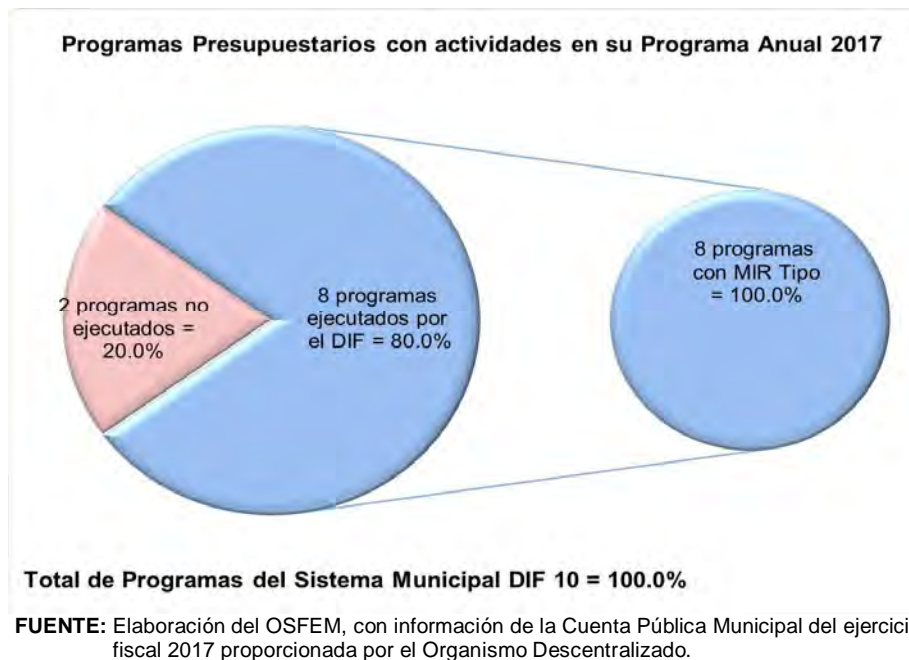 Programas Presupuestarios con actividades en su Programa Anual 2017
2 programas no
ejecutados =
20.0%
8 programas
ejecutados por
el DIF = 80.0%
8 programas
con MIR Tipo
= 100.0%
Total de Programas del Sistema Municipal DIF 10 = 100.0%
FUENTE: Elaboración del OSFEM, con información de la Cuenta Pública Municipal del ejercici
fiscal 2017 proporcionada por el Organismo Descentralizado.